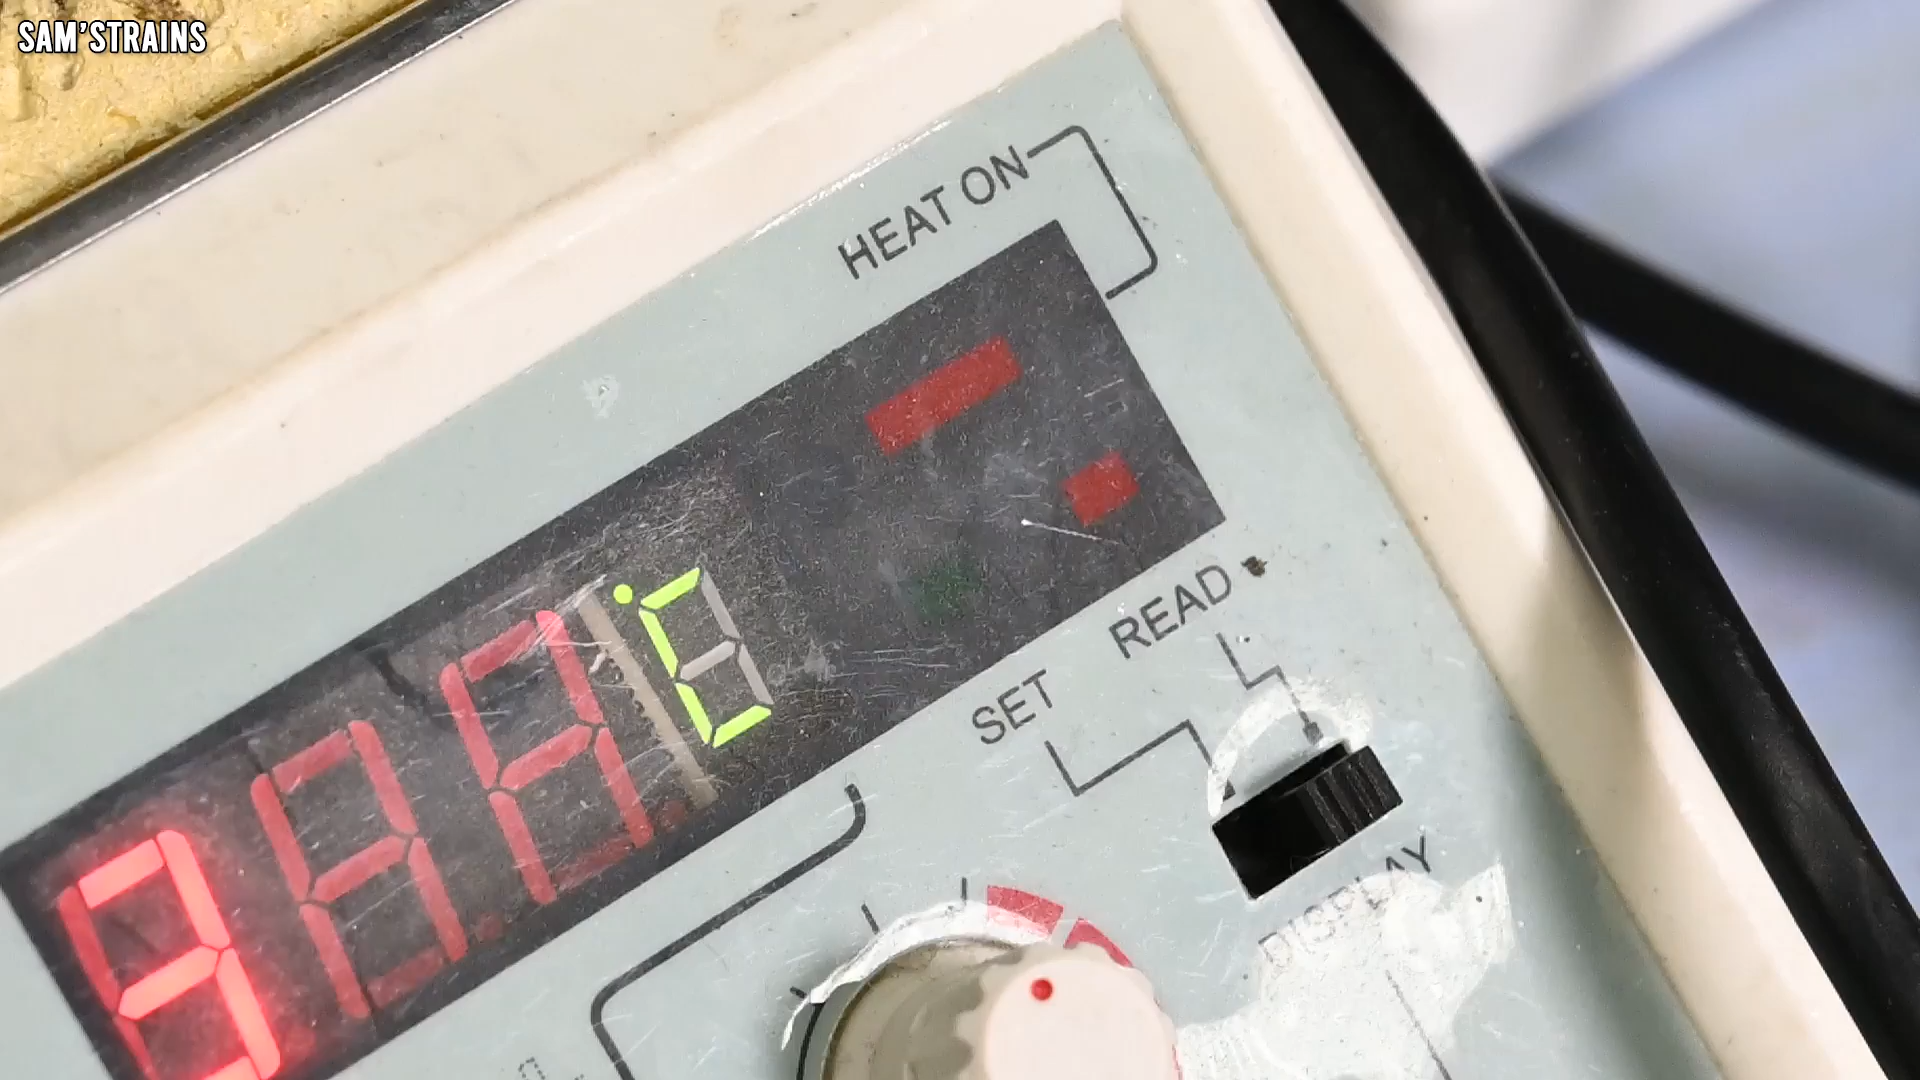 SAM'STRAINS
HEAT ON
°C
READ
SET
DISPLAY